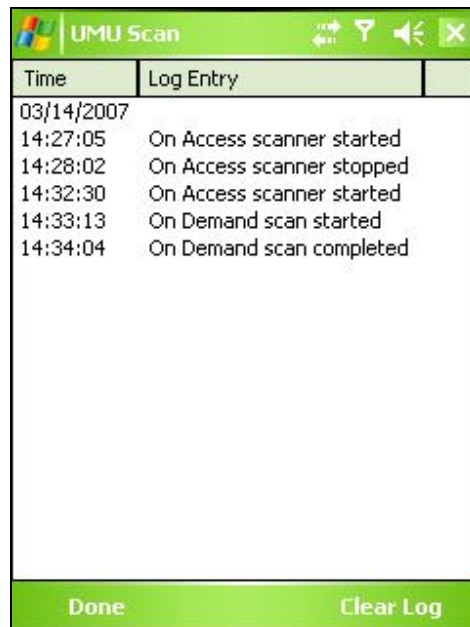 UMU Scan
Time Log Entry
03/14/2007
14:27:05 On Access scanner started
14:28:02 On Access scanner stopped
14:32:30 On Access scanner started
14:33:13 On Demand scan started
14:34:04 On Demand scan completed
Done Clear Log